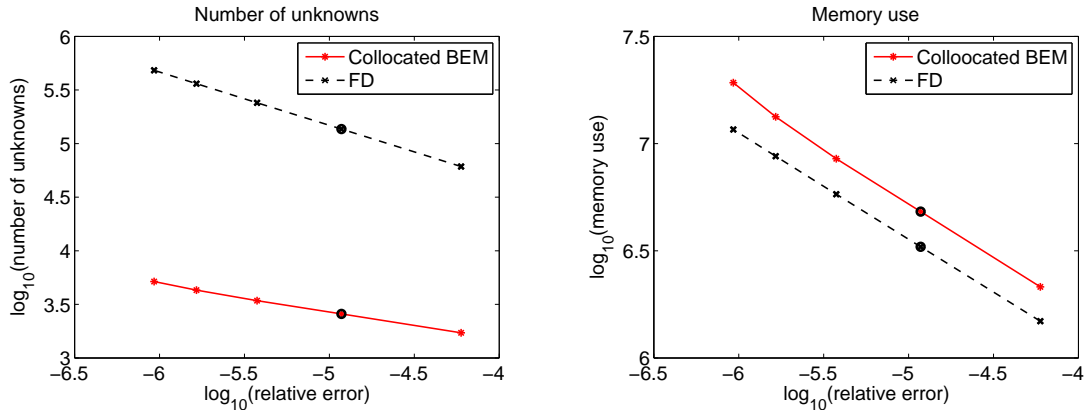 Number of unknowns
6
5.5
5
4.5
4
3.5
3
log10(number of unknowns)
Collocated BEM
FD
−6.5 −6 −5.5 −5 −4.5 −4
log10(relative error)
Memory use
7.5
7
6.5
6
log10(memory use)
Colloocated BEM
FD
−6.5 −6 −5.5 −5 −4.5 −4
log10(relative error)